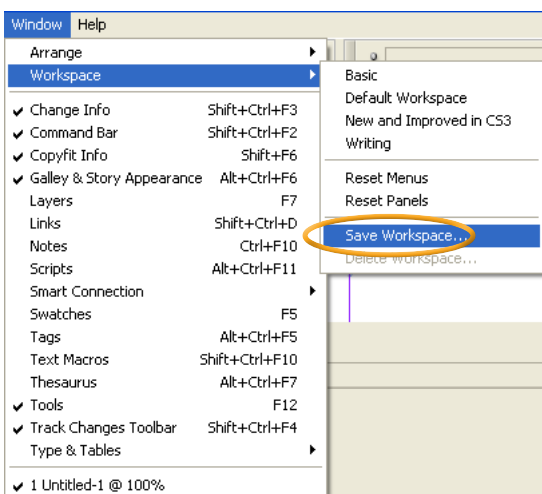 Window Help
Arrange
Workspace
Change Info Shift+Ctrl+F3
Command Bar Shift+Ctrl+F2
Copyfit Info Shift+F6
Galley & Story Appearance Alt+Ctrl+F6
Layers F7
Links Shift+Ctrl+D
Notes Ctrl+F10
Scripts Alt+Ctrl+F11
Smart Connection
Swatches F5
Tags Alt+Ctrl+F5
Text Macros Shift+Ctrl+F10
Thesaurus Alt+Ctrl+F7
Tools F12
Track Changes Toolbar Shift+Ctrl+F4
Type & Tables
1 Untitled-1 @ 100%
Basic
Default Workspace
New and Improved in CS3
Writing
Reset Menus
Reset Panels
Save Workspace...
Delete Workspace...